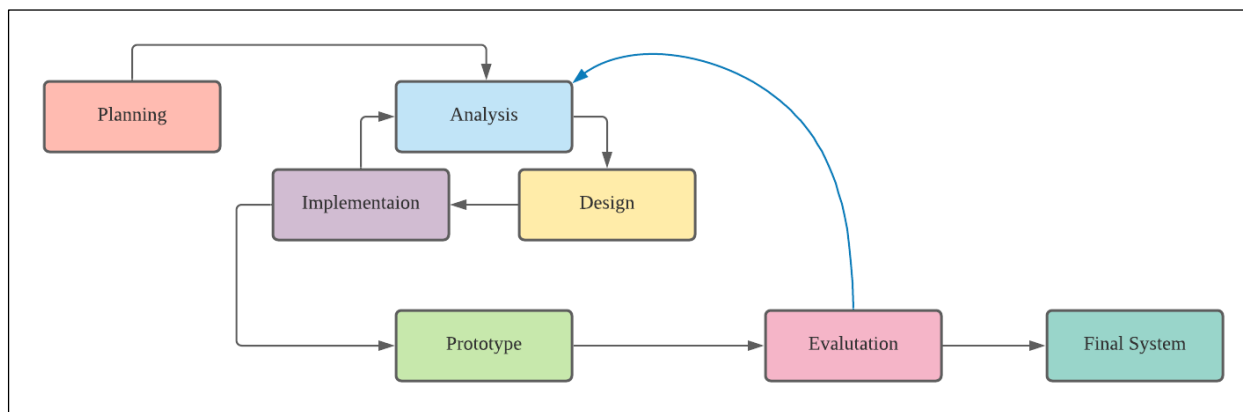 Planning
Analysis
Implementaion
Design
Prototype
Evalutation
Final System